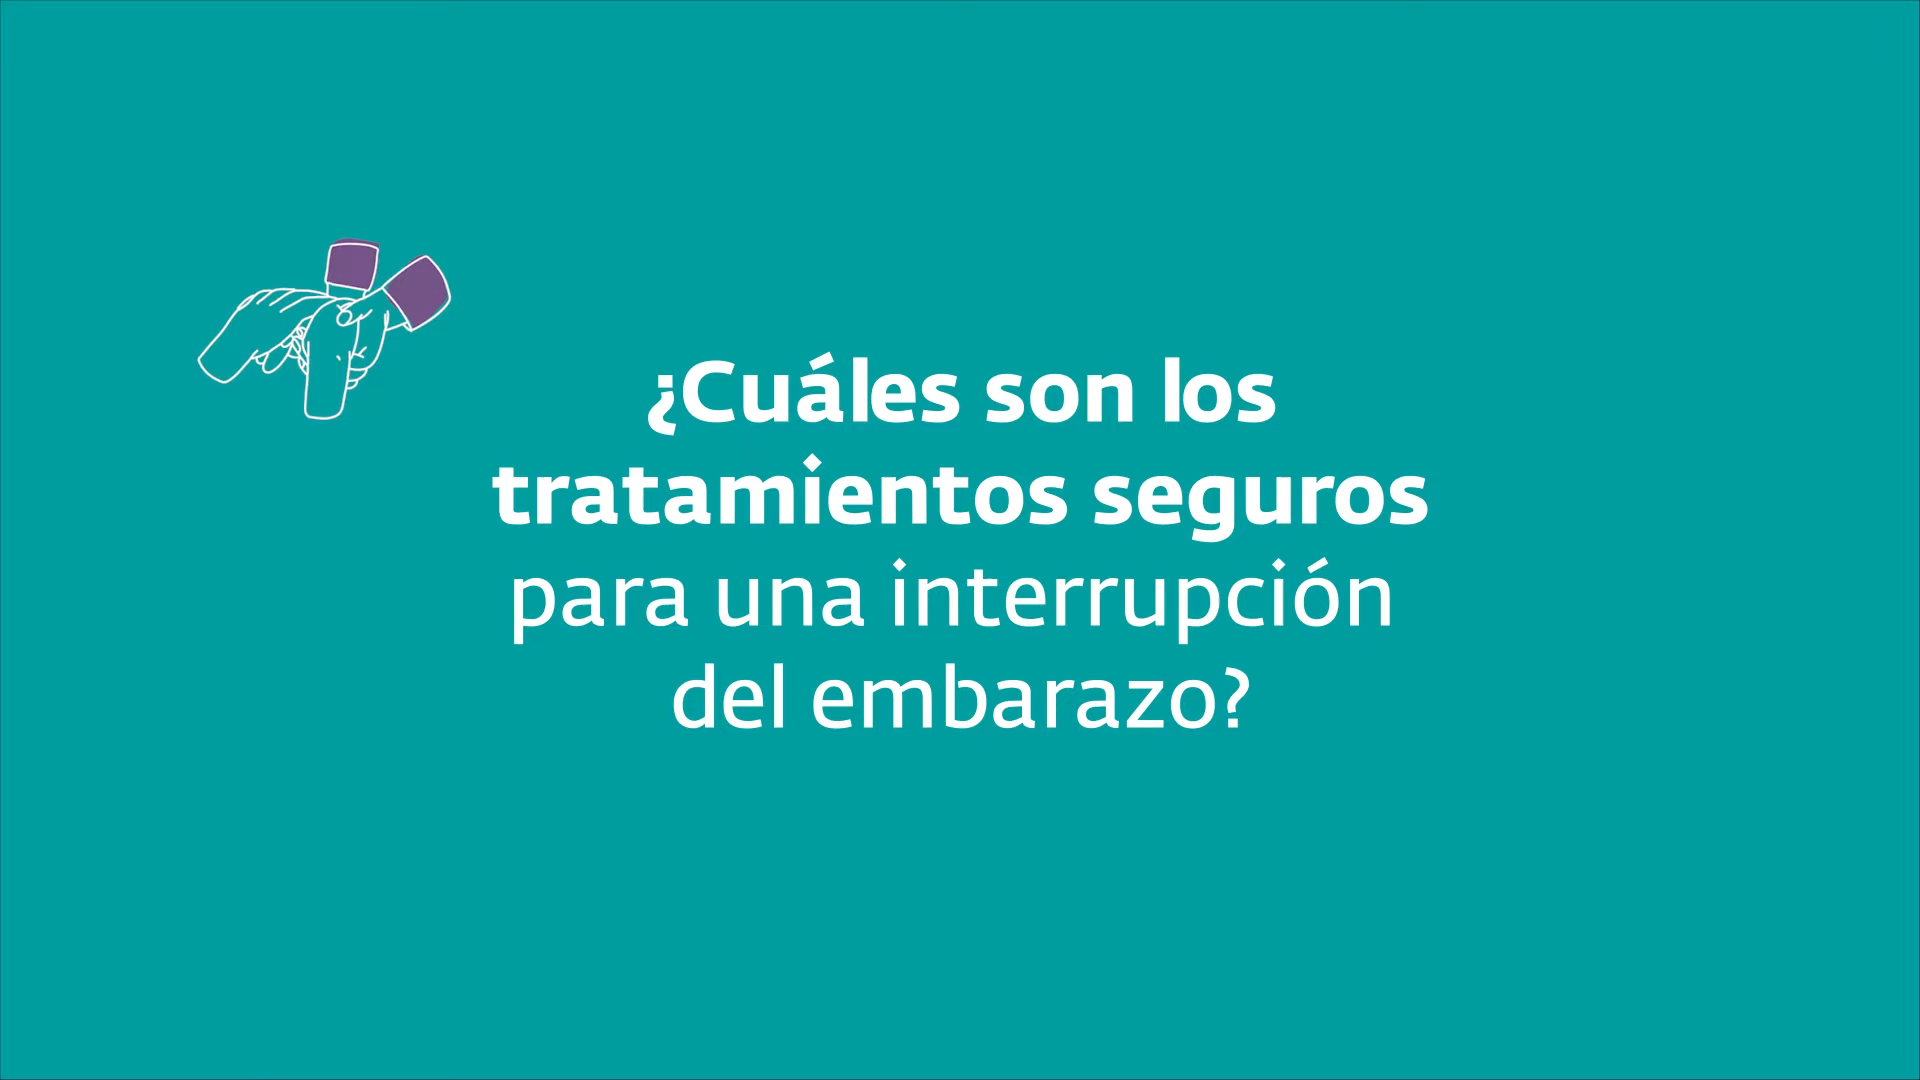 ¿Cuáles son los
tratamientos seguros
para una interrupción
del embarazo?